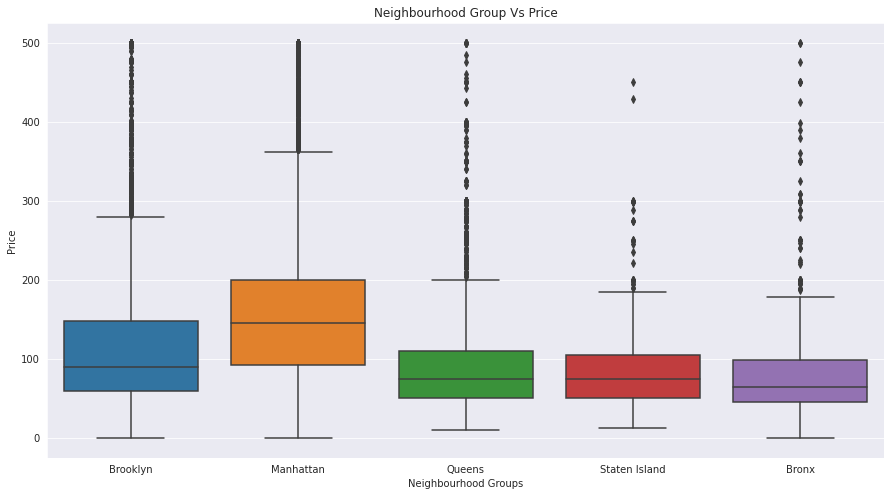 Neighbourhood Group Vs Price
500
400
300
200
100
0
Price
Brooklyn
Manhattan
Queens
Staten Island
Bronx
Neighbourhood Groups